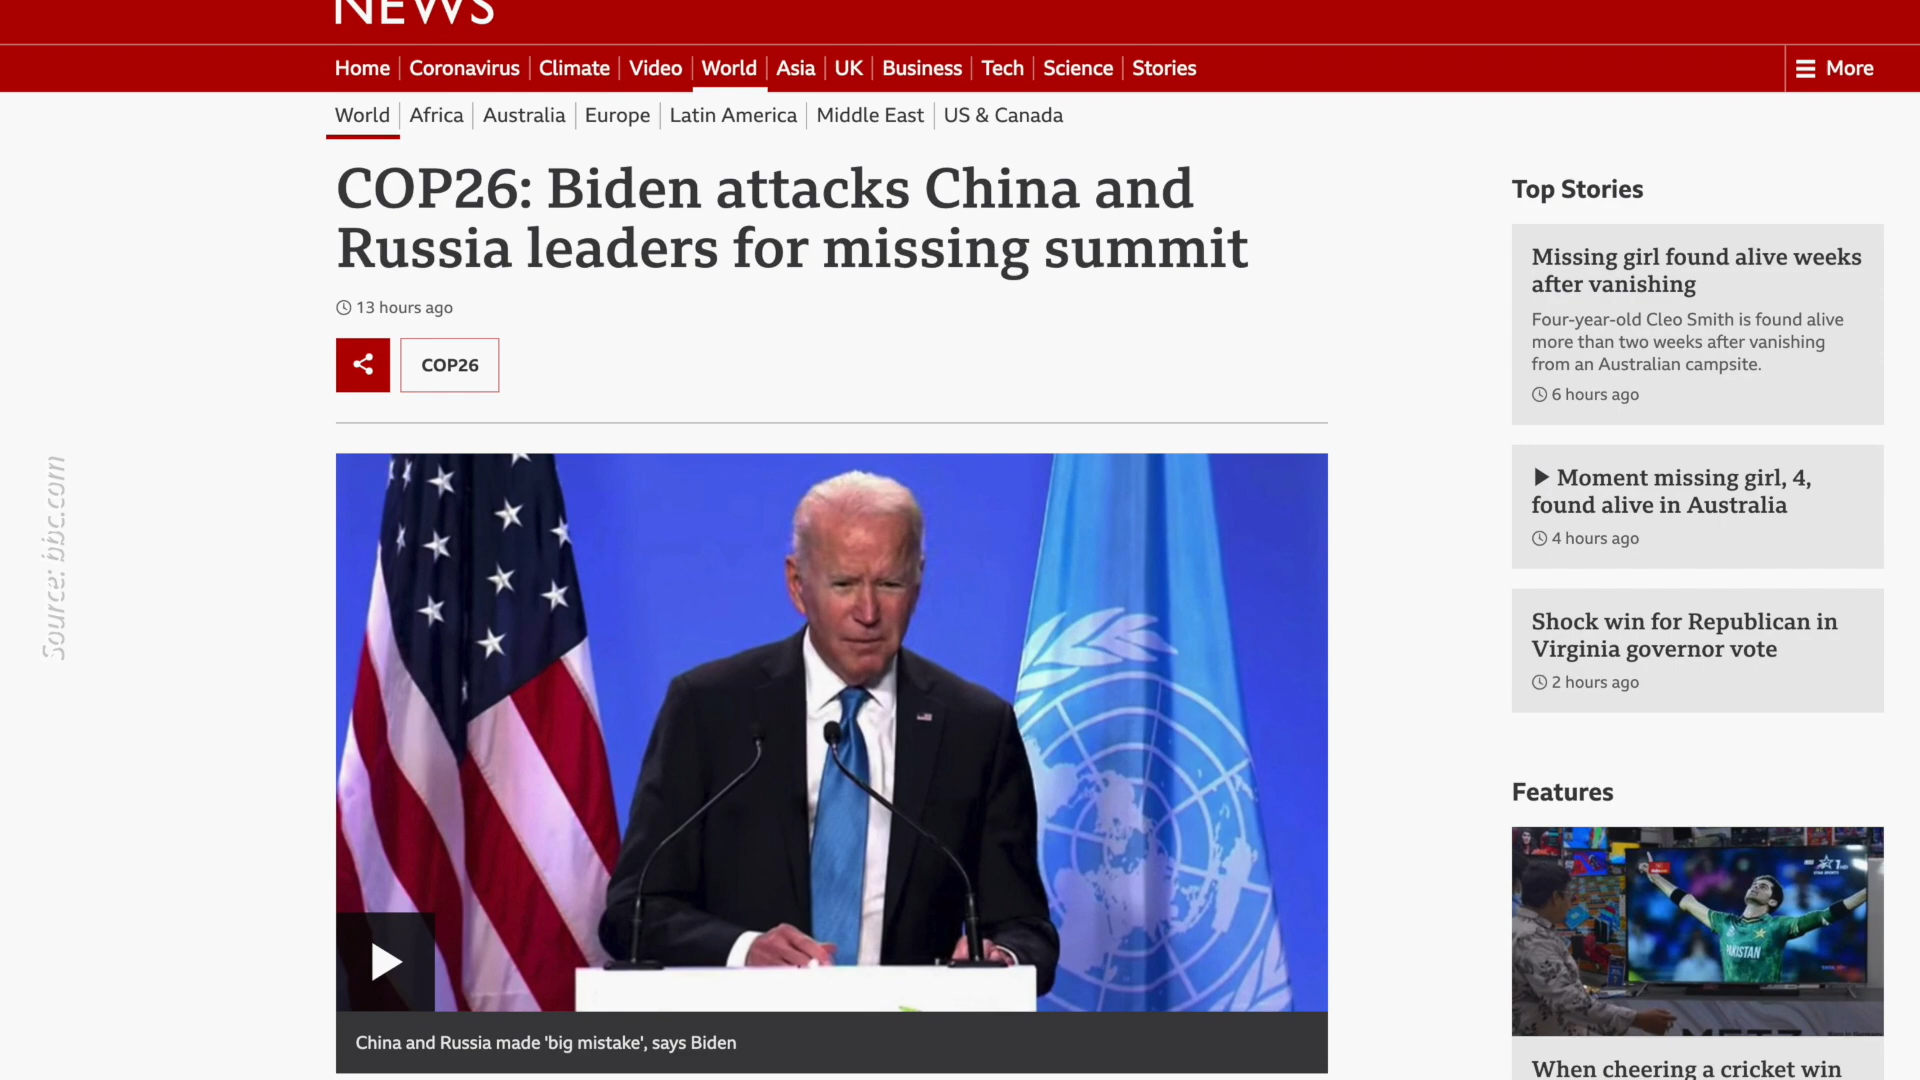 NEWS
Home
Coronavirus
Climate
Video
World
Asia
UK
Business
Tech
Science
Stories
More
World
Africa
Australia
Europe
Latin America
Middle East
US & Canada
COP26: Biden attacks China and
Russia leaders for missing summit
13 hours ago
COP26
China and Russia made 'big mistake', says Biden
Source: bbc.com
Top Stories
Missing girl found alive weeks
after vanishing
Four-year-old Cleo Smith is found alive
more than two weeks after vanishing
from an Australian campsite.
6 hours ago
Moment missing girl, 4,
found alive in Australia
4 hours ago
Shock win for Republican in
Virginia governor vote
2 hours ago
Features
PAKISTAN
When cheering a cricket win